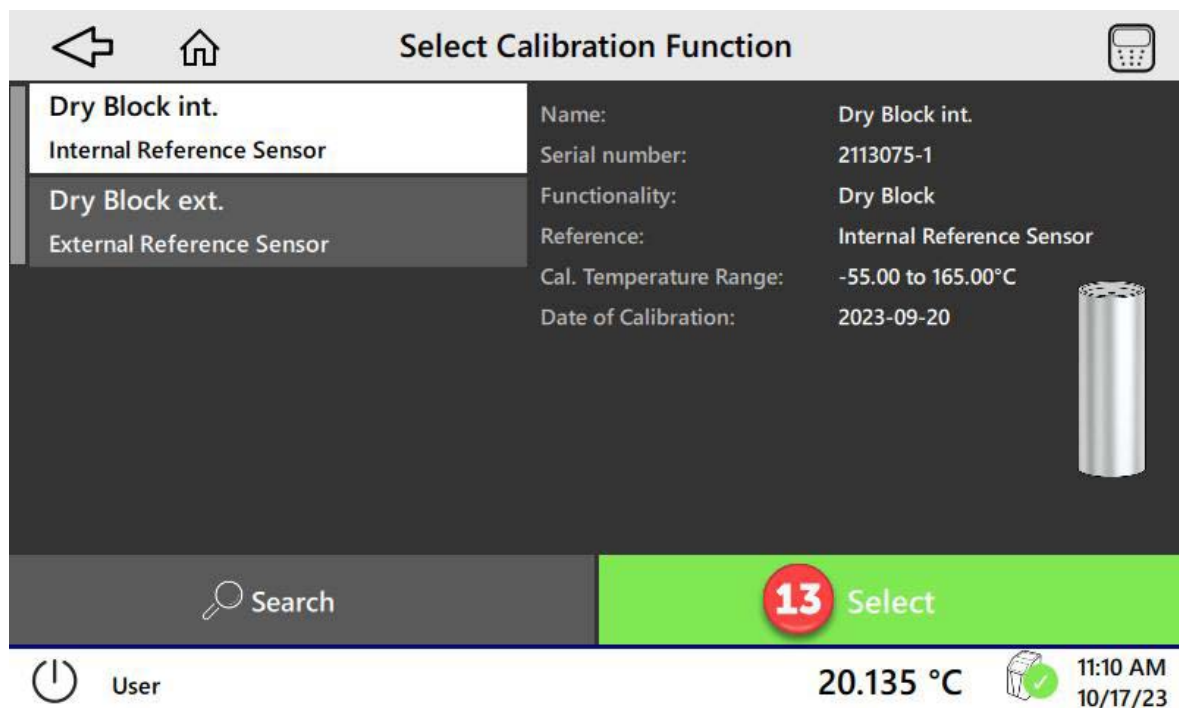 Select Calibration Function
Dry Block int.
Internal Reference Sensor
Dry Block ext.
External Reference Sensor
Name: Dry Block int.
Serial number: 2113075-1
Functionality: Dry Block
Reference: Internal Reference Sensor
Cal. Temperature Range: -55.00 to 165.00°C
Date of Calibration: 2023-09-20
Search
13 Select
User
20.135 °C
11:10 AM
10/17/23